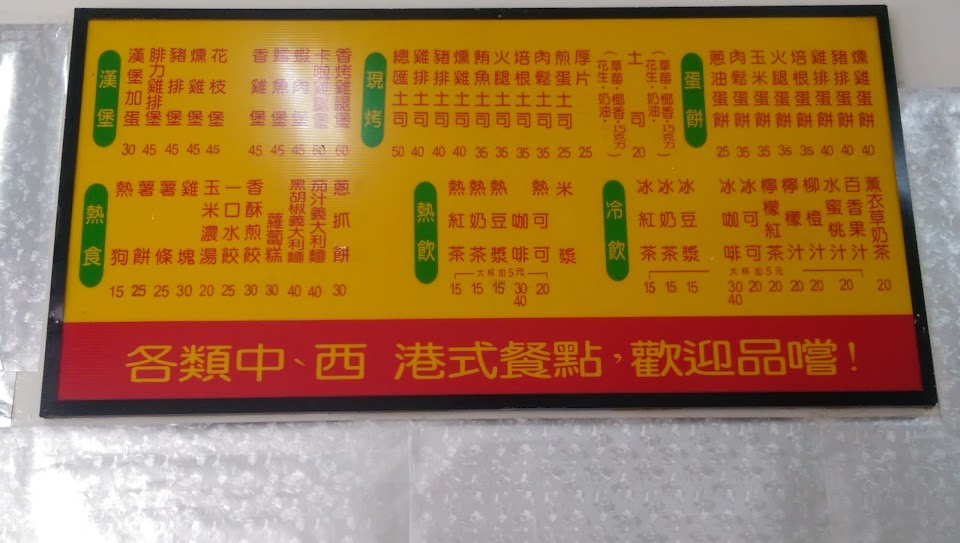 漢堡
漢堡加蛋 30
腓力雞排堡 45
豬排堡 45
燻雞堡 45
花枝堡 45
香雞堡 45
鱈魚堡 45
蝦肉堡 45
卡啦雞腿堡 60
香烤雞腿堡 60
現烤
總匯土司 50
雞排土司 40
豬排土司 40
燻雞土司 40
鮪魚土司 35
火腿土司 35
培根土司 35
肉鬆土司 35
煎蛋土司 25
厚片 25
(草莓·椰香·巧克力
花生·奶油·)
土司 20
(草莓·椰香·巧克力
花生·奶油·)
蛋餅
蔥油蛋餅 25
肉鬆蛋餅 35
玉米蛋餅 35
火腿蛋餅 35
培根蛋餅 35
雞排蛋餅 40
豬排蛋餅 40
燻雞蛋餅 40
熱食
熱狗 15
薯餅 25
薯條 25
雞塊 30
玉米濃湯 20
一口水餃 25
香酥煎餃 30
蘿蔔糕 30
黑胡椒義大利麵 40
茄汁義大利麵 40
蔥抓餅 30
熱飲
熱紅茶 15
熱奶茶 15
熱豆漿 15
咖啡 30 40
熱可可 20
米漿
大杯加5元
冷飲
冰紅茶 15
冰奶茶 15
冰豆漿 15
冰咖啡 30 40
冰可可 20
檸檬紅茶 20
檸檬汁 20
柳橙汁 20
水蜜桃汁
百香果汁 20
薰衣草奶茶 20
大杯加5元
各類中、西 港式餐點，歡迎品嚐！